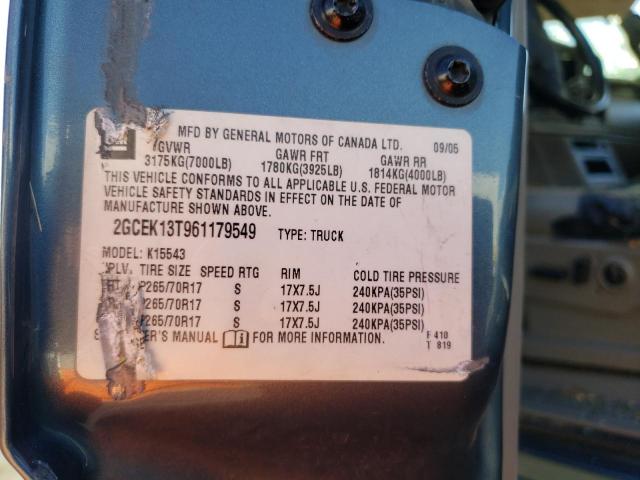 GM
MFD BY GENERAL MOTORS OF CANADA LTD. 09/05
GVWR GAWR FRT GAWR RR
3175KG(7000LB) 1780KG(3925LB) 1814KG(4000LB)
THIS VEHICLE CONFORMS TO ALL APPLICABLE U.S. FEDERAL MOTOR
VEHICLE SAFETY STANDARDS IN EFFECT ON THE DATE OF
MANUFACTURE SHOWN ABOVE.
2GCEK13T961179549 TYPE: TRUCK
MODEL: K15543
TIRE SIZE SPEED RTG RIM COLD TIRE PRESSURE
P265/70R17 S 17X7.5J 240KPA(35PSI)
P265/70R17 S 17X7.5J 240KPA(35PSI)
P265/70R17 S 17X7.5J 240KPA(35PSI)
MANUAL FOR MORE INFORMATION. F 410
T 819